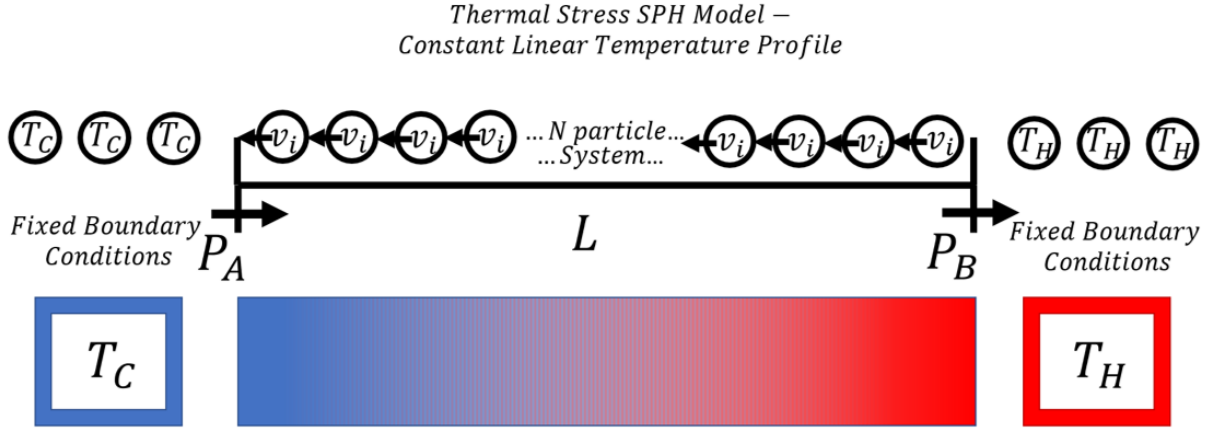 Thermal Stress SPH Model −
Constant Linear Temperature Profile
T_C T_C T_C v_i v_i v_i v_i ... N particle... v_i v_i v_i v_i T_H T_H T_H
... System...
Fixed Boundary
Conditions
P_A
L
P_B
Fixed Boundary
Conditions
T_C
T_H